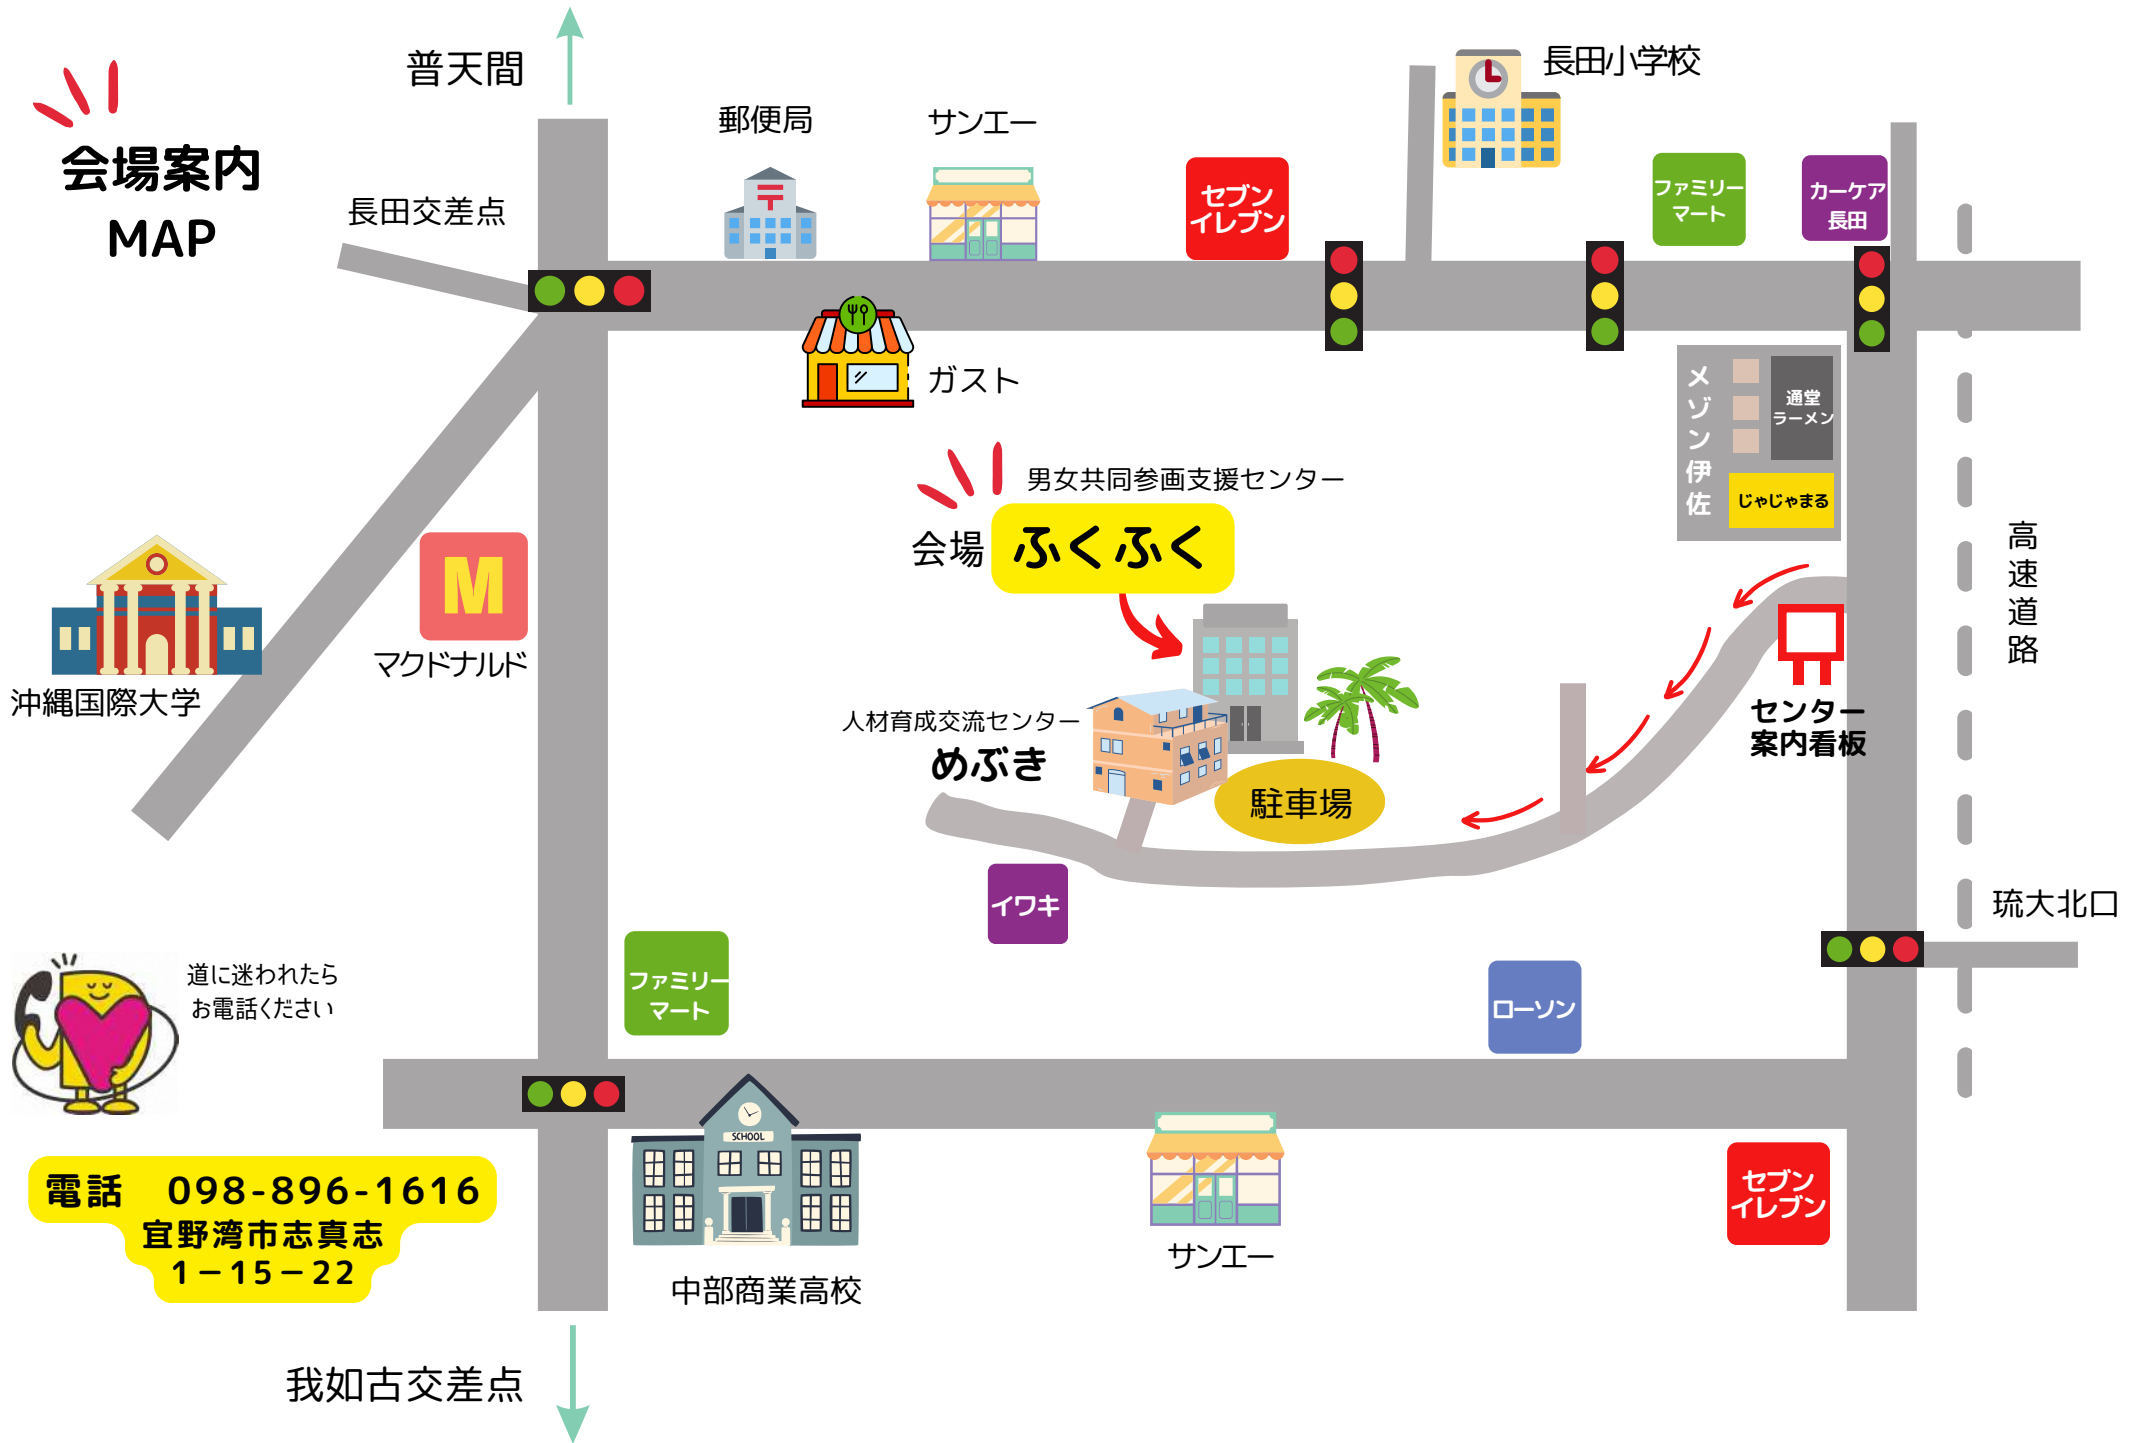 会場案内
MAP
普天間
長田交差点
郵便局
サンエー
セブン
イレブン
長田小学校
ファミリー
マート
カーケア
長田
ガスト
メゾン伊佐
通堂
ラーメン
じゃじゃまる
高速道路
男女共同参画支援センター
会場 ふくふく
M
マクドナルド
沖縄国際大学
人材育成交流センター
めぶき
駐車場
センター
案内看板
イワキ
琉大北口
道に迷われたら
お電話ください
ファミリー
マート
ローソン
SCHOOL
中部商業高校
サンエー
セブン
イレブン
電話 098-896-1616
宜野湾市志真志
1－15－22
我如古交差点